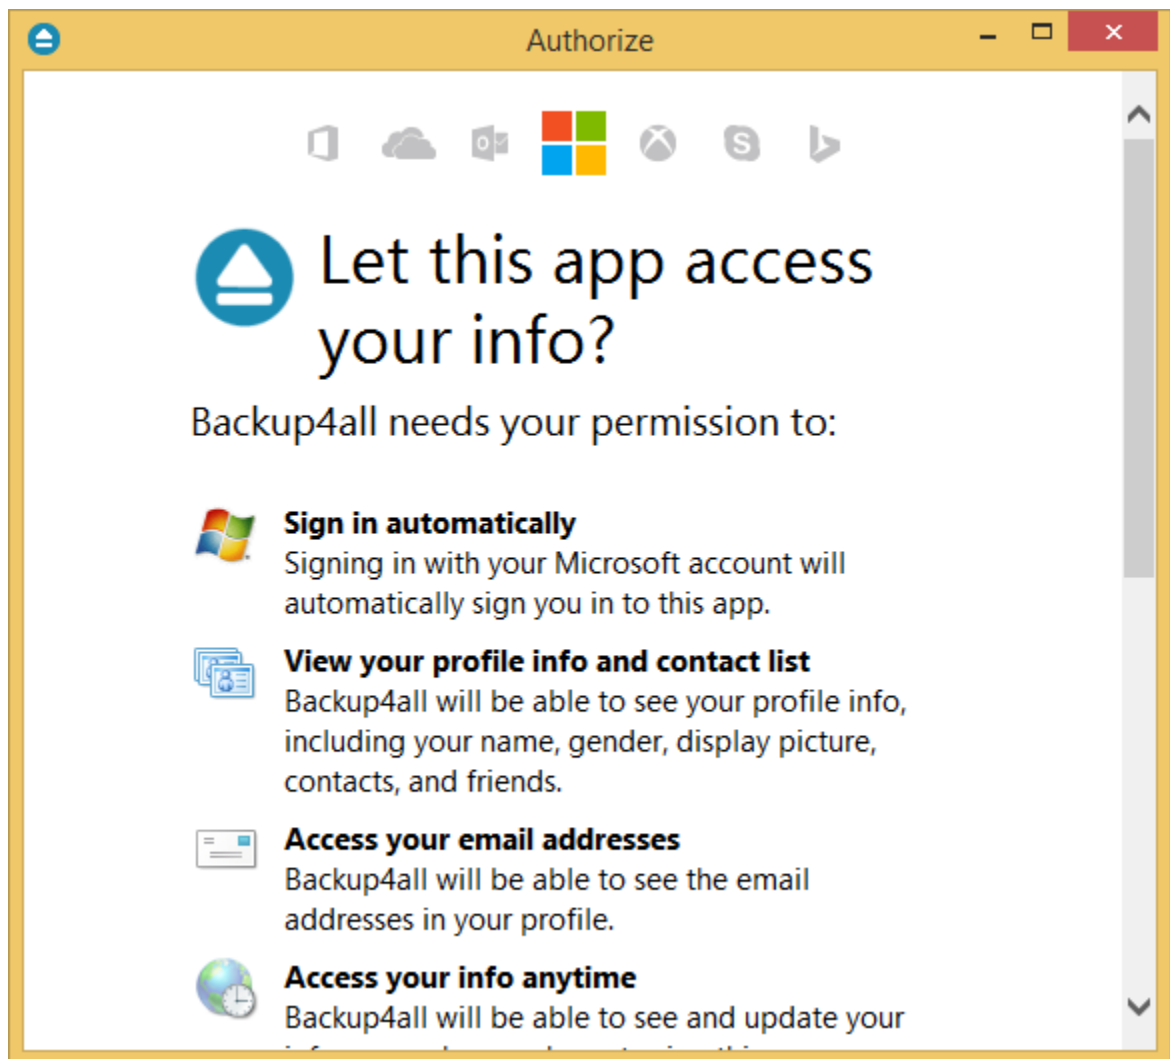 Authorize
Let this app access
your info?
Backup4all needs your permission to:
Sign in automatically
Signing in with your Microsoft account will
automatically sign you in to this app.
View your profile info and contact list
Backup4all will be able to see your profile info,
including your name, gender, display picture,
contacts, and friends.
Access your email addresses
Backup4all will be able to see the email
addresses in your profile.
Access your info anytime
Backup4all will be able to see and update your